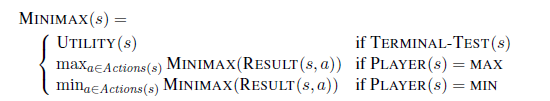 MINIMAX(s) =
UTILITY(s) if TERMINAL-TEST(s)
max_{a∈Actions(s)} MINIMAX(RESULT(s, a)) if PLAYER(s) = MAX
min_{a∈Actions(s)} MINIMAX(RESULT(s, a)) if PLAYER(s) = MIN